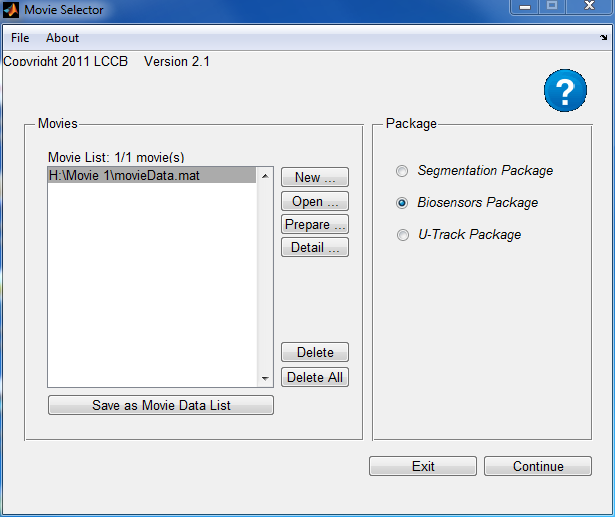 Movie Selector
File About
Copyright 2011 LCCB Version 2.1
?
Movies
Movie List: 1/1 movie(s)
H:\Movie 1\movieData.mat
New ...
Open ...
Prepare ...
Detail ...
Delete
Delete All
Save as Movie Data List
Package
Segmentation Package
Biosensors Package
U-Track Package
Exit
Continue